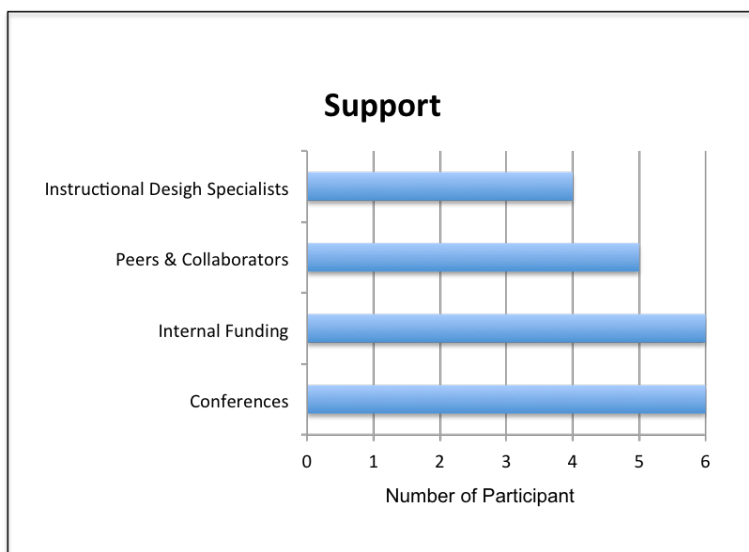 Support
Instructional Desigh Specialists
Peers & Collaborators
Internal Funding
Conferences
0 1 2 3 4 5 6
Number of Participant